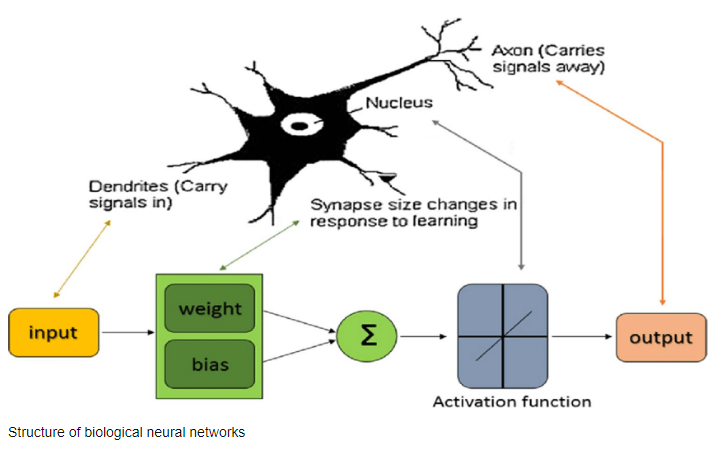 Axon (Carries
signals away)
Nucleus
Dendrites (Carry
signals in)
Synapse size changes in
response to learning
weight
input
Σ
output
bias
Activation function
Structure of biological neural networks